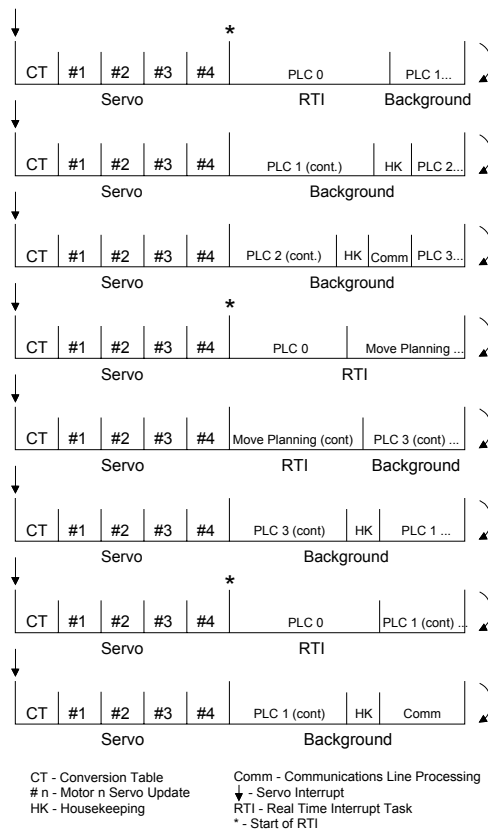 *
CT #1 #2 #3 #4 PLC 0 PLC 1...
Servo RTI Background
CT #1 #2 #3 #4 PLC 1 (cont.) HK PLC 2...
Servo Background
CT #1 #2 #3 #4 PLC 2 (cont.) HK Comm PLC 3...
Servo Background
*
CT #1 #2 #3 #4 PLC 0 Move Planning ...
Servo RTI
CT #1 #2 #3 #4 Move Planning (cont) PLC 3 (cont) ...
Servo RTI Background
CT #1 #2 #3 #4 PLC 3 (cont) HK PLC 1 ...
Servo Background
*
CT #1 #2 #3 #4 PLC 0 PLC 1 (cont) ...
Servo RTI
CT #1 #2 #3 #4 PLC 1 (cont) HK Comm
Servo Background
CT - Conversion Table
# n - Motor n Servo Update
HK - Housekeeping
Comm - Communications Line Processing
- Servo Interrupt
RTI - Real Time Interrupt Task
* - Start of RTI